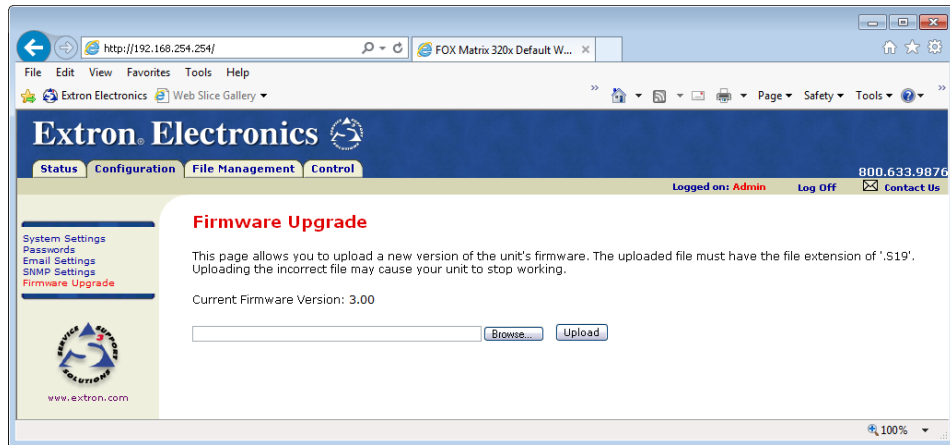 http://192.168.254.254/
FOX Matrix 320x Default W...
File Edit View Favorites Tools Help
Extron Electronics Web Slice Gallery
Page Safety Tools
Extron® Electronics
Status Configuration File Management Control
800.633.9876
Logged on: Admin Log Off Contact Us
System Settings
Passwords
Email Settings
SNMP Settings
Firmware Upgrade
Firmware Upgrade
This page allows you to upload a new version of the unit's firmware. The uploaded file must have the file extension of '.S19'.
Uploading the incorrect file may cause your unit to stop working.
Current Firmware Version: 3.00
Browse... Upload
SERVICE SUPPORT SOLUTIONS
S3
www.extron.com
100%